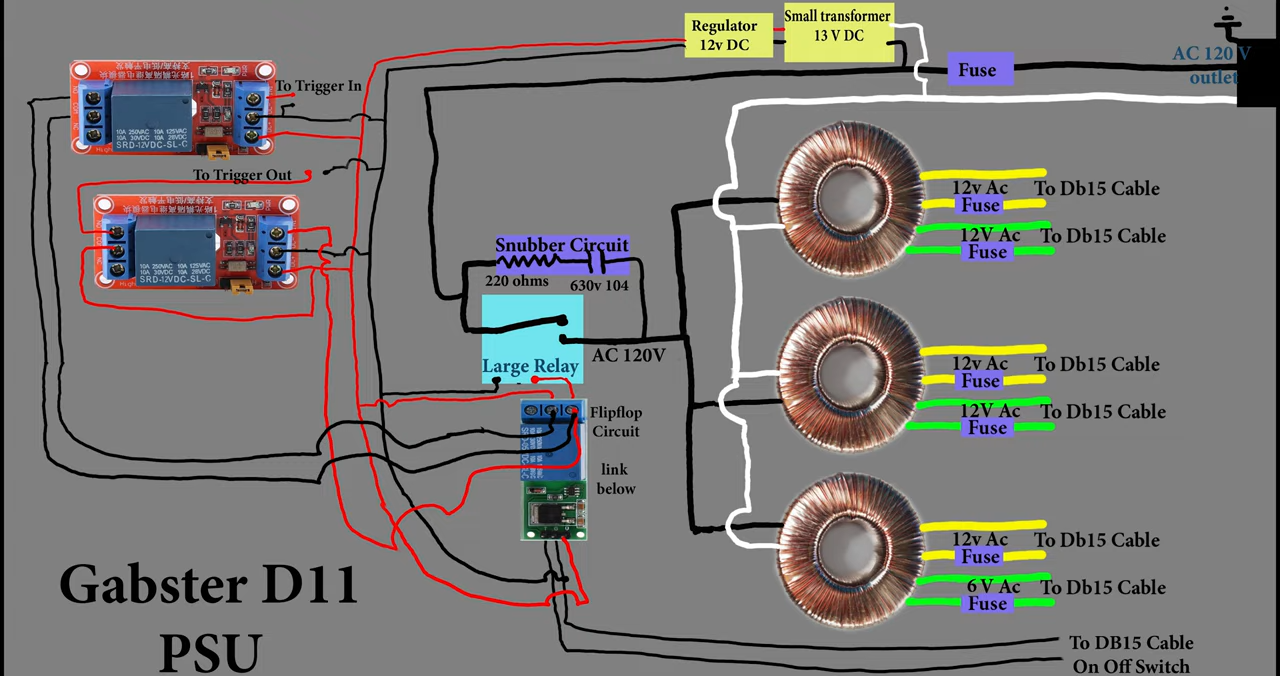 Small transformer
13 V DC
Regulator
12v DC
AC 120 V
outlet
Fuse
To Trigger In
10A 250VAC 10A 125VAC
10A 30VDC 10A 28VDC
SRD-12VDC-SL-C
High
To Trigger Out
10A 250VAC 10A 125VAC
10A 30VDC 10A 28VDC
SRD-12VDC-SL-C
High
Snubber Circuit
220 ohms
630v 104
AC 120V
Large Relay
Flipflop
Circuit
link
below
12v Ac
To Db15 Cable
Fuse
12V Ac
To Db15 Cable
Fuse
12v Ac
To Db15 Cable
Fuse
12V Ac
To Db15 Cable
Fuse
12v Ac
To Db15 Cable
Fuse
6 V Ac
To Db15 Cable
Fuse
Gabster D11
PSU
To DB15 Cable
On Off Switch